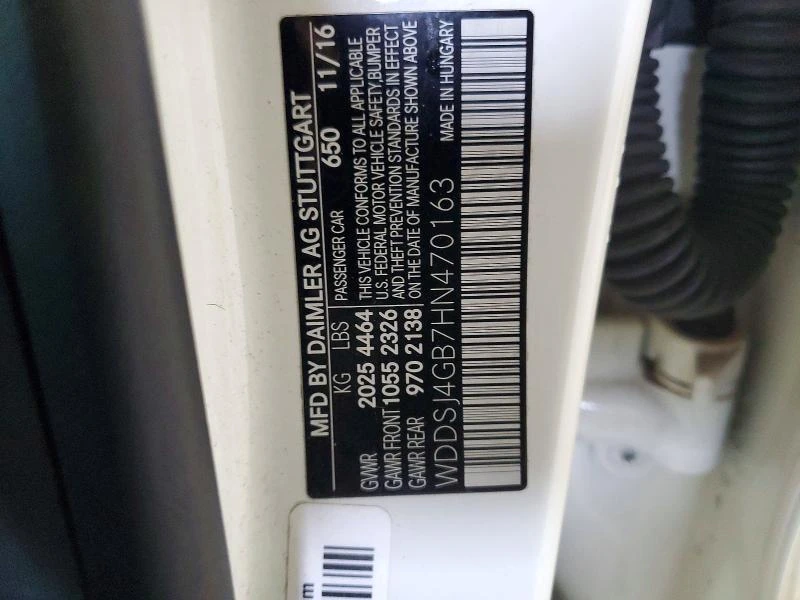 MFD BY DAIMLER AG STUTTGART
KG LBS PASSENGER CAR 650 11/16
GVWR 2025 4464
GAWR FRONT 1055 2326
GAWR REAR 970 2138
THIS VEHICLE CONFORMS TO ALL APPLICABLE
U.S. FEDERAL MOTOR VEHICLE SAFETY,BUMPER
AND THEFT PREVENTION STANDARDS IN EFFECT
ON THE DATE OF MANUFACTURE SHOWN ABOVE
WDDSJ4GB7HN470163 MADE IN HUNGARY